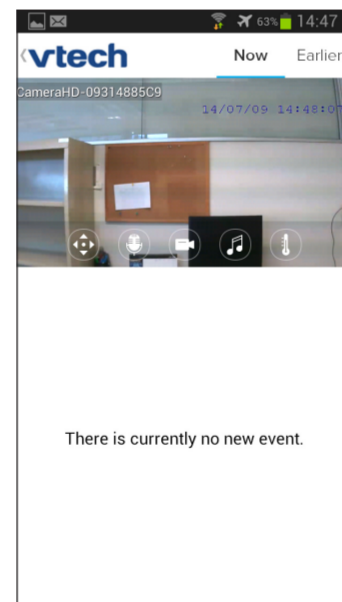 63% 14:47
vtech Now Earlier
CameraHD-09314885C9
14/07/09 14:48:0
There is currently no new event.